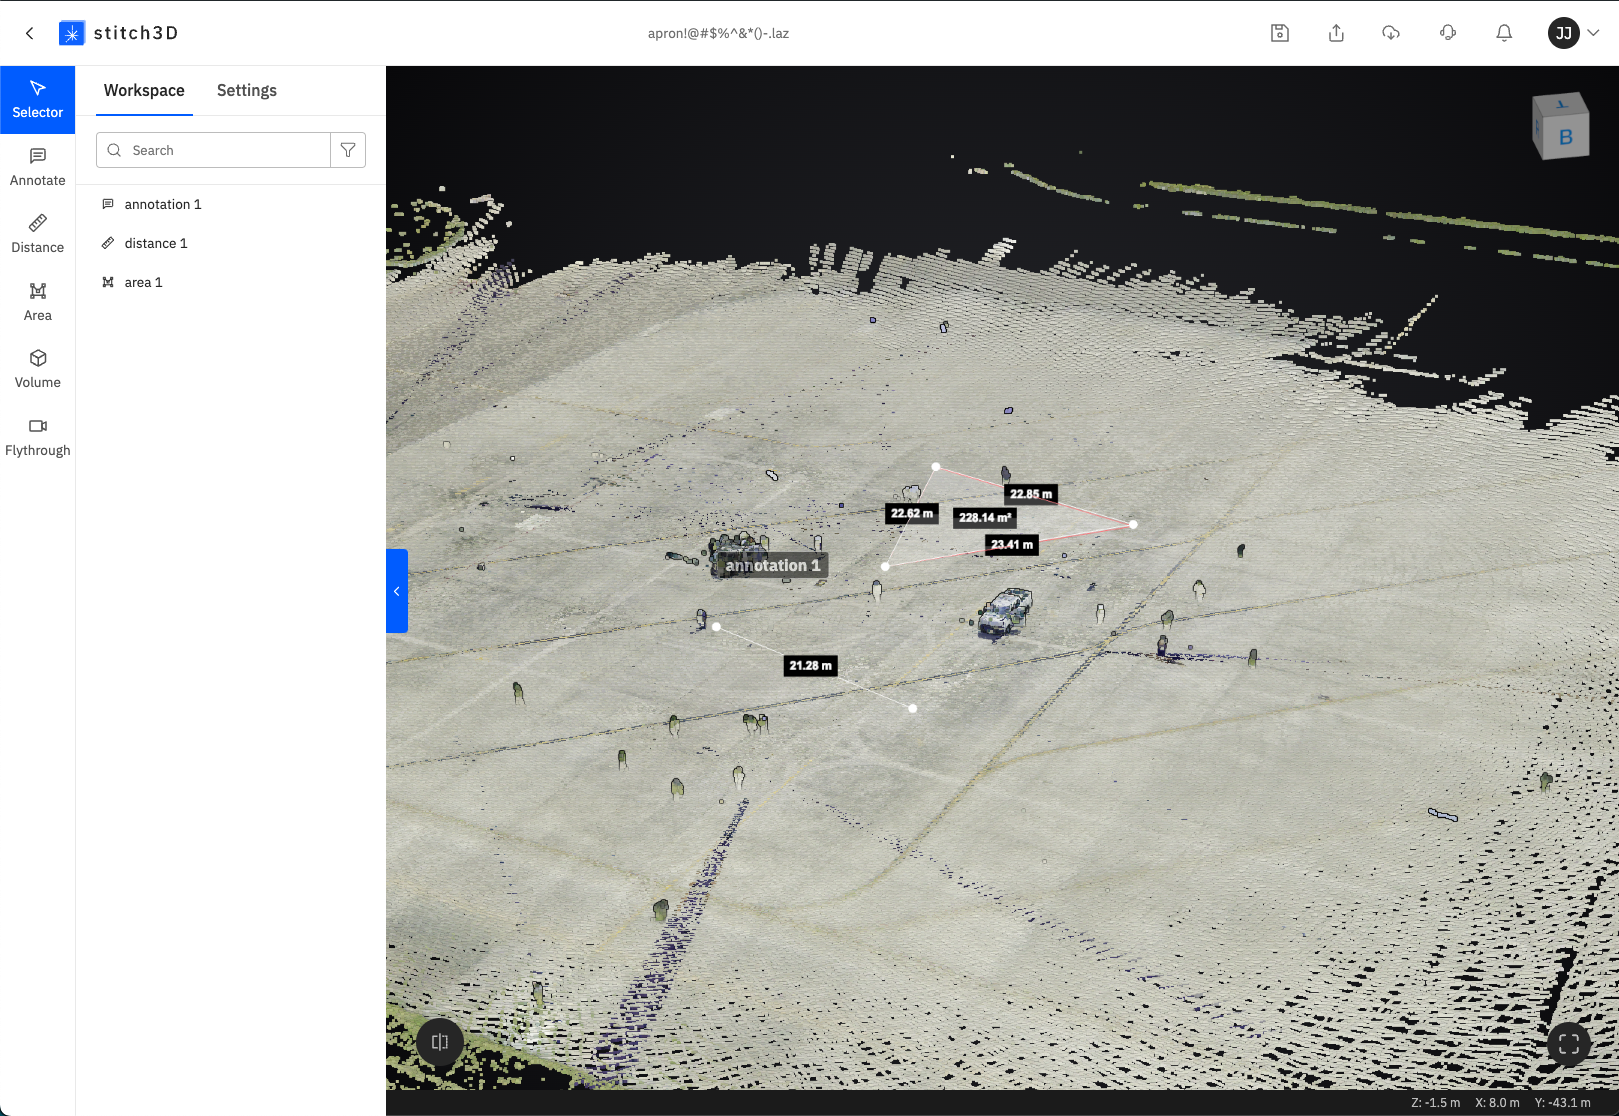 stitch3D
apron!@#$%^&*()-.laz
JJ
Selector
Annotate
Distance
Area
Volume
Flythrough
Workspace
Settings
Search
annotation 1
distance 1
area 1
B
22.85 m
22.62 m
228.14 m²
23.41 m
annotation 1
21.28 m
Z: -1.5 m X: 8.0 m Y: -43.1 m